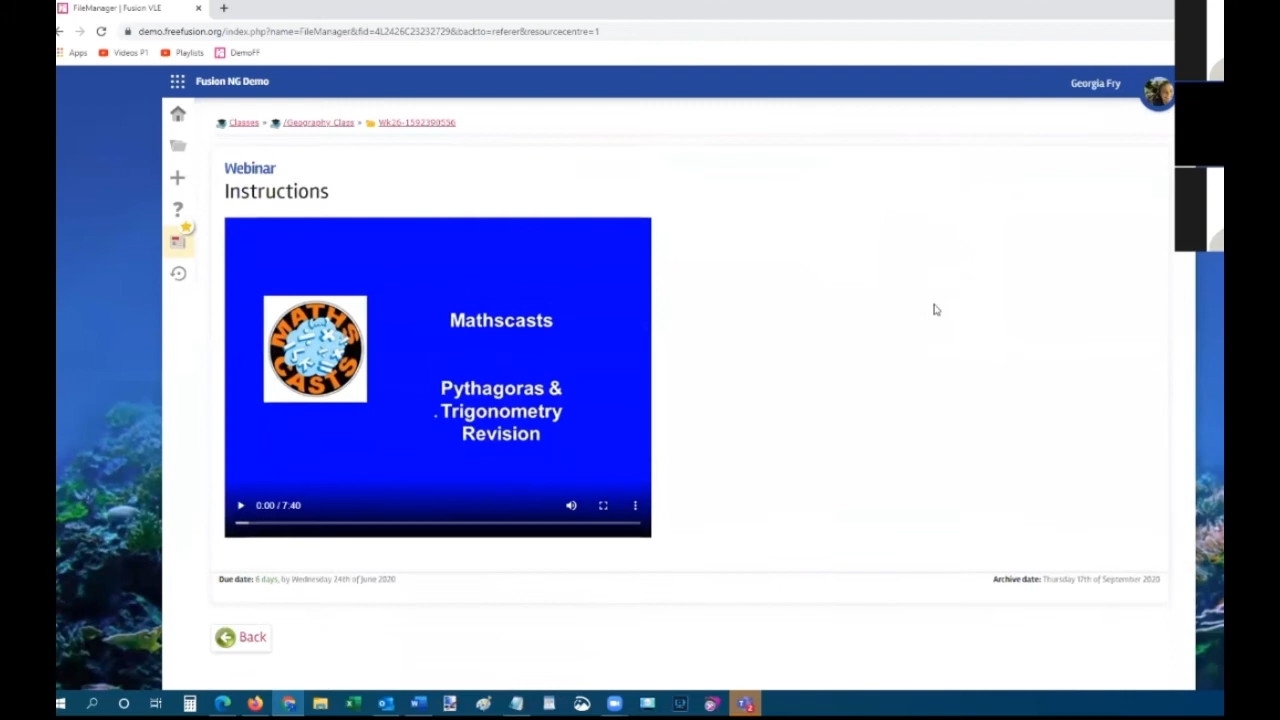 FileManager | Fusion VLE
demo.freefusion.org/index.php?name=FileManager&fid=4L2426C23232729&backto=referer&resourcecentre=1
Apps Videos P1 Playlists DemoFF
Fusion NG Demo
Georgia Fry
Classes » /Geography Class » Wk26-1592390556
Webinar
Instructions
MATHS
CASTS
Mathscasts
Pythagoras &
.Trigonometry
Revision
0:00 / 7:40
Due date: 6 days, by Wednesday 24th of June 2020
Archive date: Thursday 17th of September 2020
Back